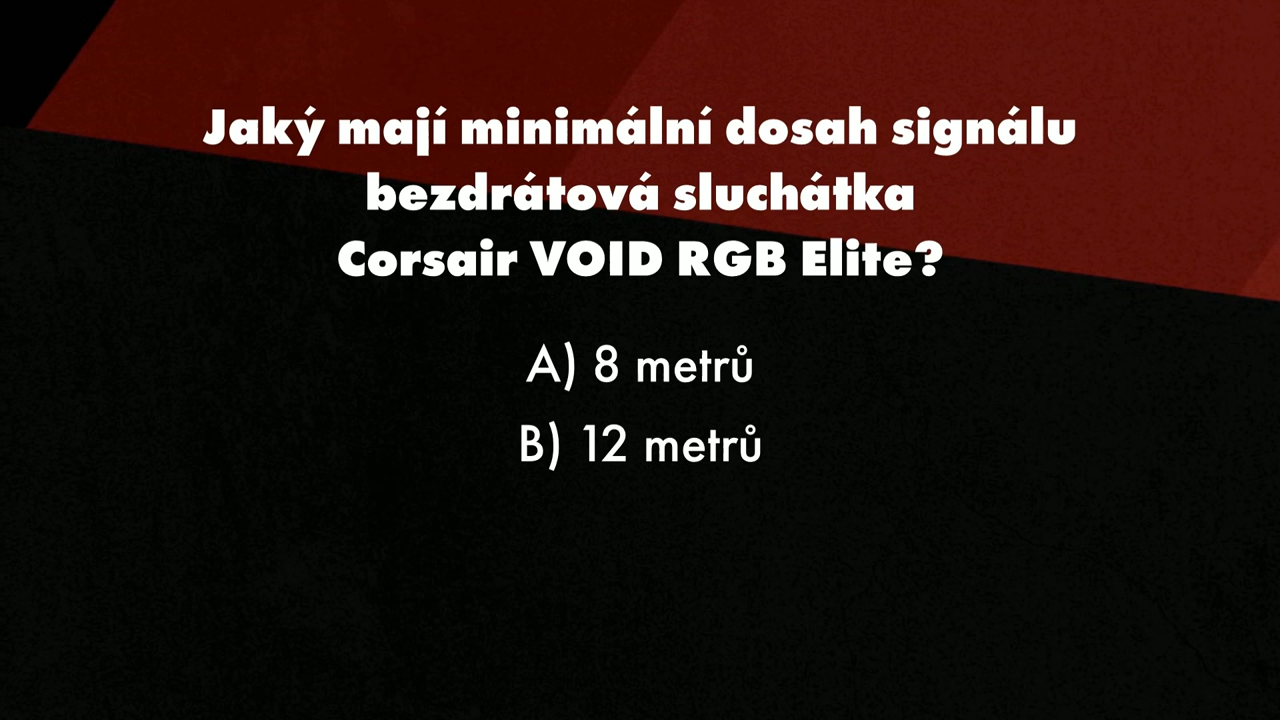 Jaký mají minimální dosah signálu
bezdrátová sluchátka
Corsair VOID RGB Elite?
A) 8 metrů
B) 12 metrů